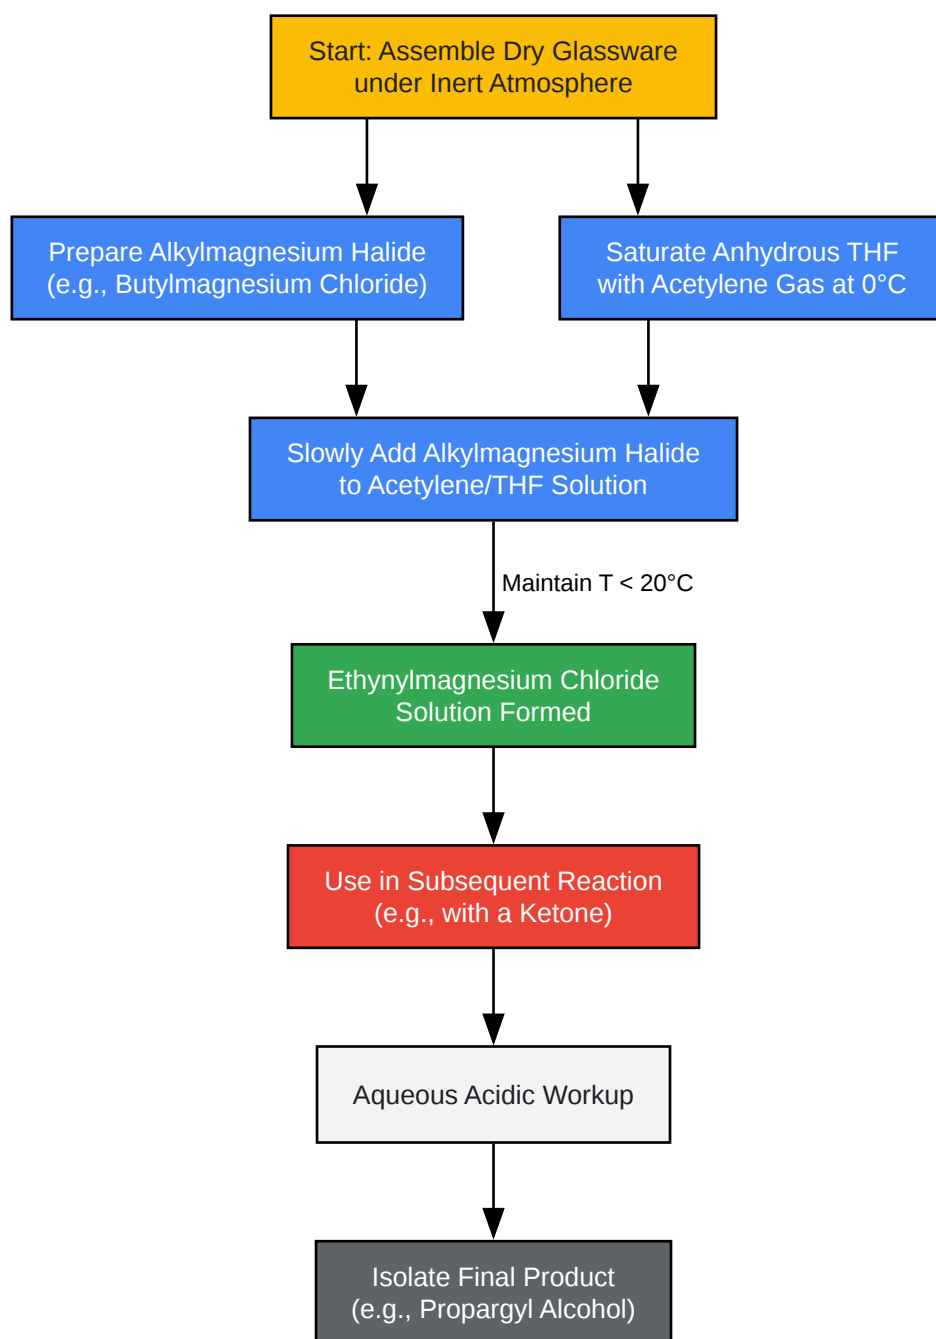 Start: Assemble Dry Glassware
under Inert Atmosphere
Prepare Alkylmagnesium Halide
(e.g., Butylmagnesium Chloride)
Saturate Anhydrous THF
with Acetylene Gas at 0°C
Slowly Add Alkylmagnesium Halide
to Acetylene/THF Solution
Maintain T < 20°C
Ethynylmagnesium Chloride
Solution Formed
Use in Subsequent Reaction
(e.g., with a Ketone)
Aqueous Acidic Workup
Isolate Final Product
(e.g., Propargyl Alcohol)